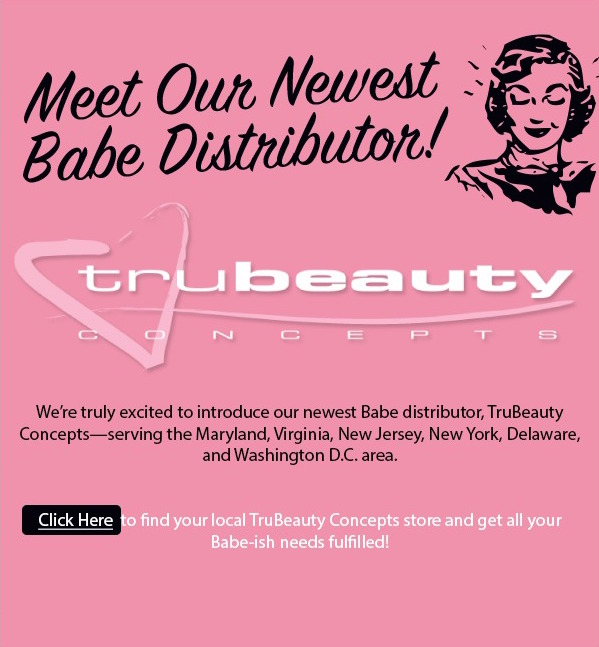 Meet Our Newest
Babe Distributor!
trubeauty
CONCEPTS
We’re truly excited to introduce our newest Babe distributor, TruBeauty
Concepts—serving the Maryland, Virginia, New Jersey, New York, Delaware,
and Washington D.C. area.
Click Here to find your local TruBeauty Concepts store and get all your
Babe-ish needs fulfilled!